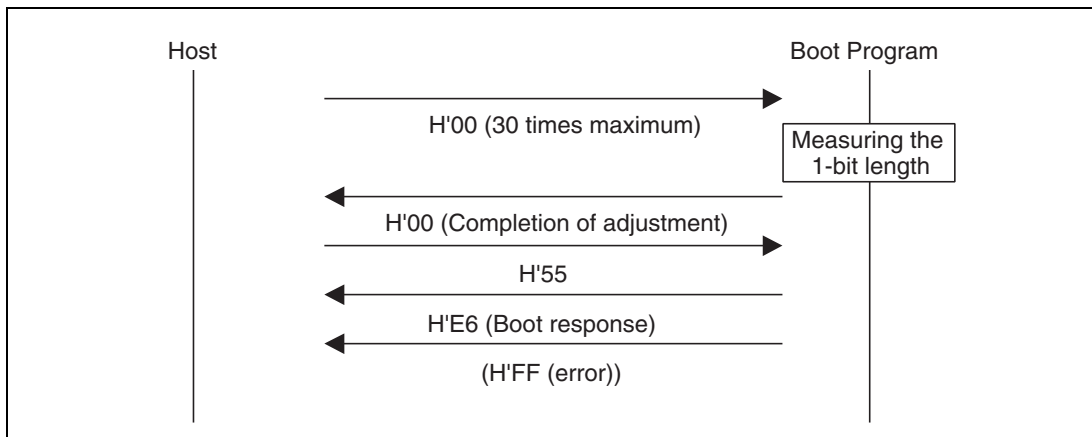 Host
Boot Program
H'00 (30 times maximum)
Measuring the
1-bit length
H'00 (Completion of adjustment)
H'55
H'E6 (Boot response)
(H'FF (error))